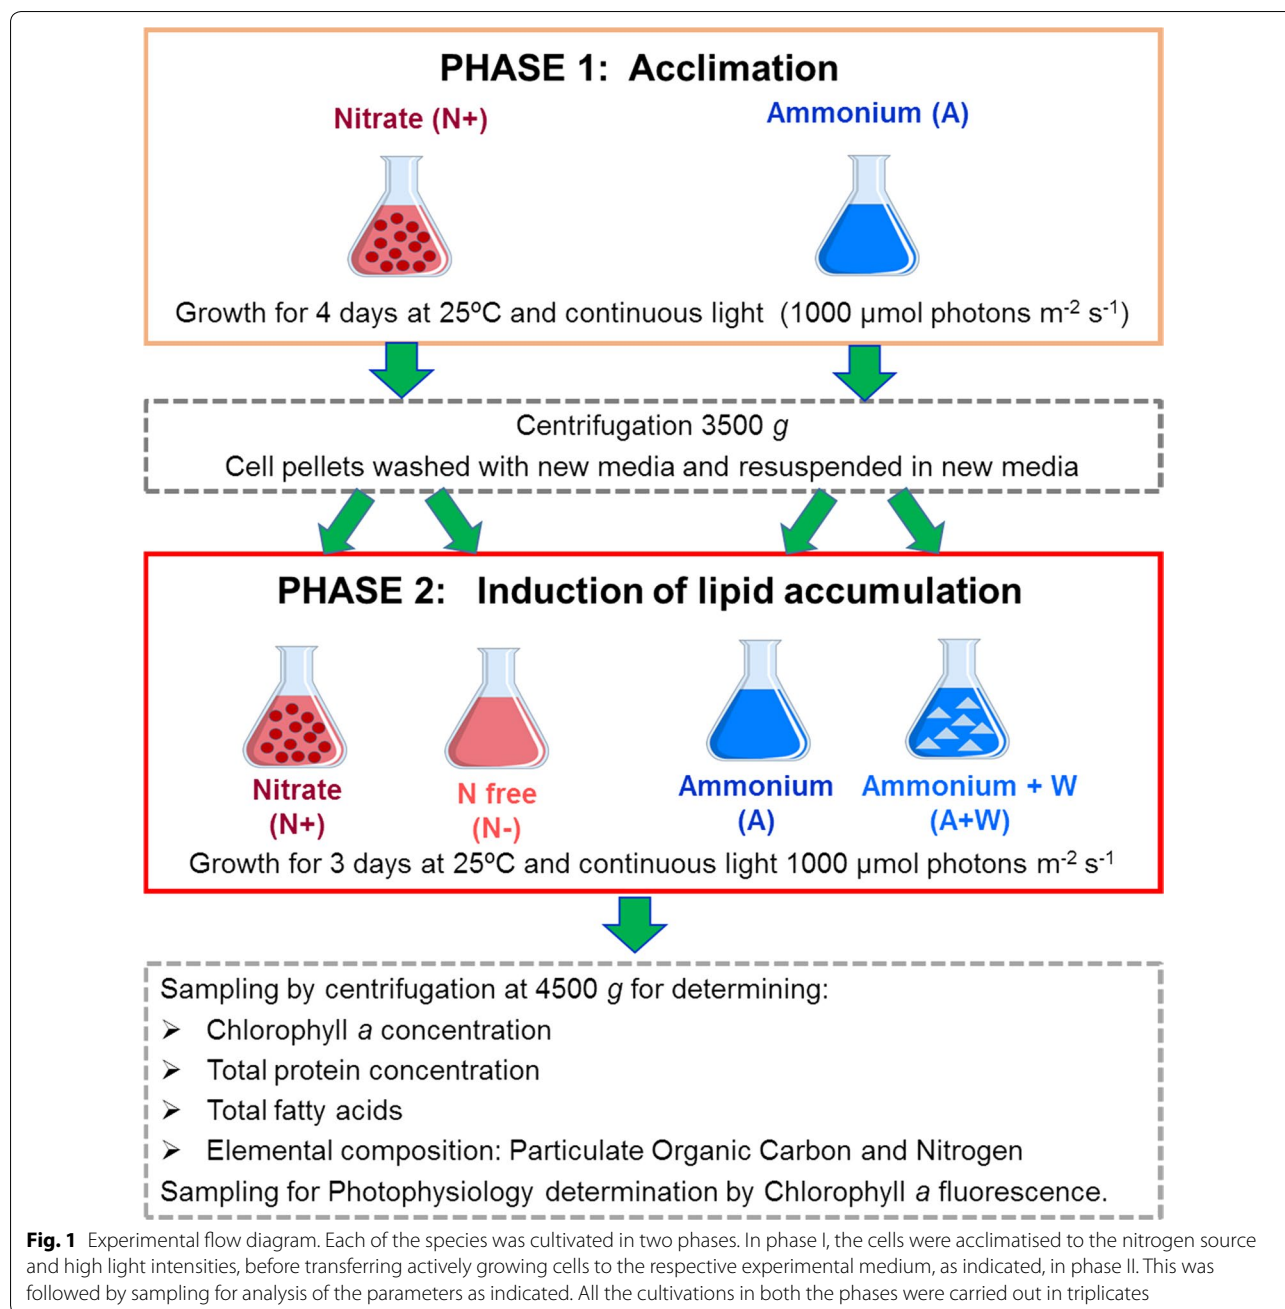 PHASE 1: Acclimation
Nitrate (N+)
Ammonium (A)
Growth for 4 days at 25ºC and continuous light (1000 µmol photons m-2 s-1)
Centrifugation 3500 g
Cell pellets washed with new media and resuspended in new media
PHASE 2: Induction of lipid accumulation
Nitrate
(N+)
N free
(N-)
Ammonium
(A)
Ammonium + W
(A+W)
Growth for 3 days at 25ºC and continuous light 1000 µmol photons m-2 s-1
Sampling by centrifugation at 4500 g for determining:
➢ Chlorophyll a concentration
➢ Total protein concentration
➢ Total fatty acids
➢ Elemental composition: Particulate Organic Carbon and Nitrogen
Sampling for Photophysiology determination by Chlorophyll a fluorescence.
Fig. 1 Experimental flow diagram. Each of the species was cultivated in two phases. In phase I, the cells were acclimatised to the nitrogen source
and high light intensities, before transferring actively growing cells to the respective experimental medium, as indicated, in phase II. This was
followed by sampling for analysis of the parameters as indicated. All the cultivations in both the phases were carried out in triplicates